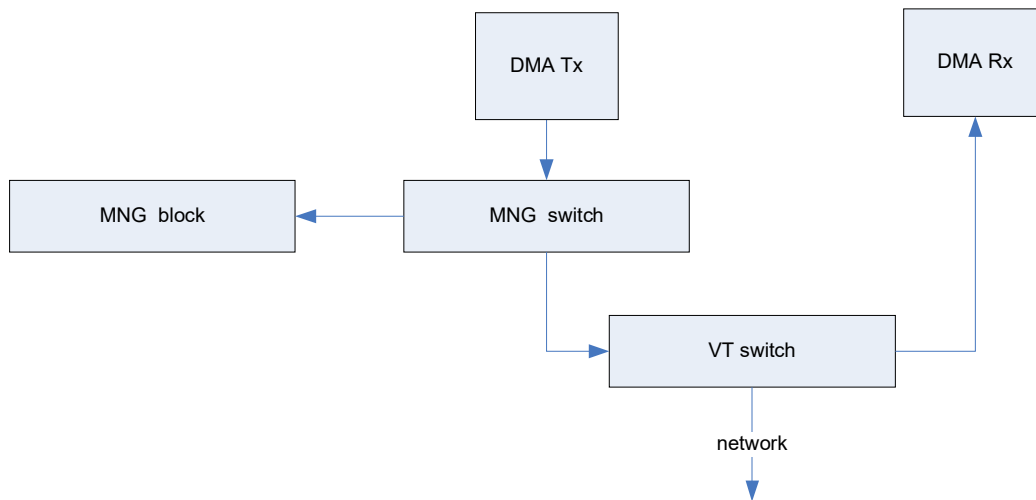 DMA Tx
DMA Rx
MNG block
MNG switch
VT switch
network